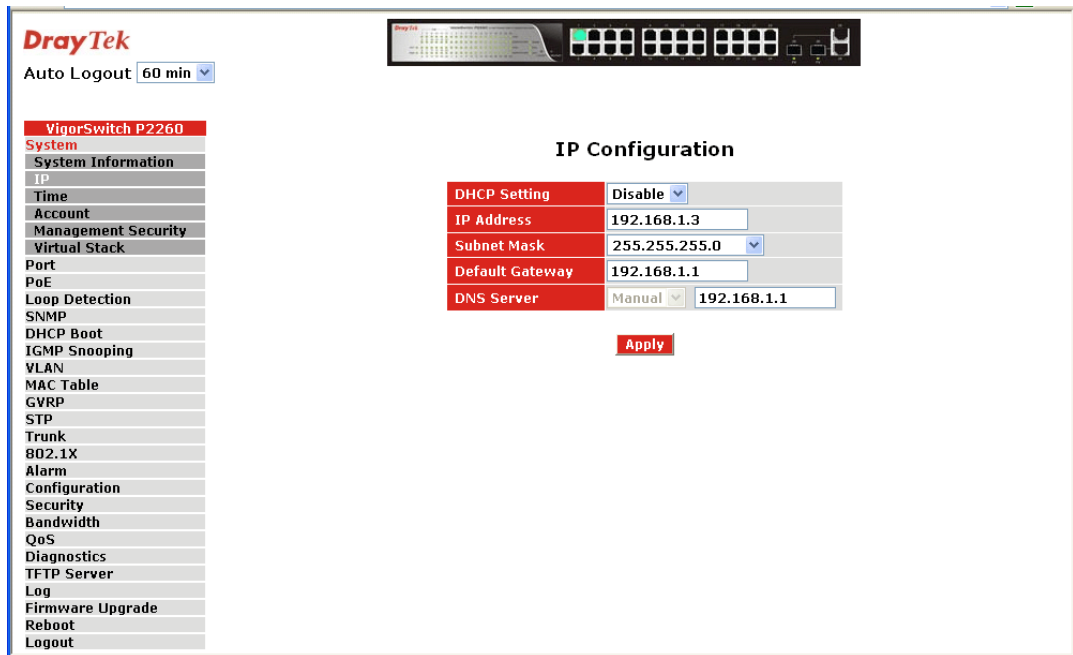 DrayTek
Auto Logout 60 min
VigorSwitch P2260
System
System Information
IP
Time
Account
Management Security
Virtual Stack
Port
PoE
Loop Detection
SNMP
DHCP Boot
IGMP Snooping
VLAN
MAC Table
GVRP
STP
Trunk
802.1X
Alarm
Configuration
Security
Bandwidth
QoS
Diagnostics
TFTP Server
Log
Firmware Upgrade
Reboot
Logout
IP Configuration
DHCP Setting Disable
IP Address 192.168.1.3
Subnet Mask 255.255.255.0
Default Gateway 192.168.1.1
DNS Server Manual 192.168.1.1
Apply